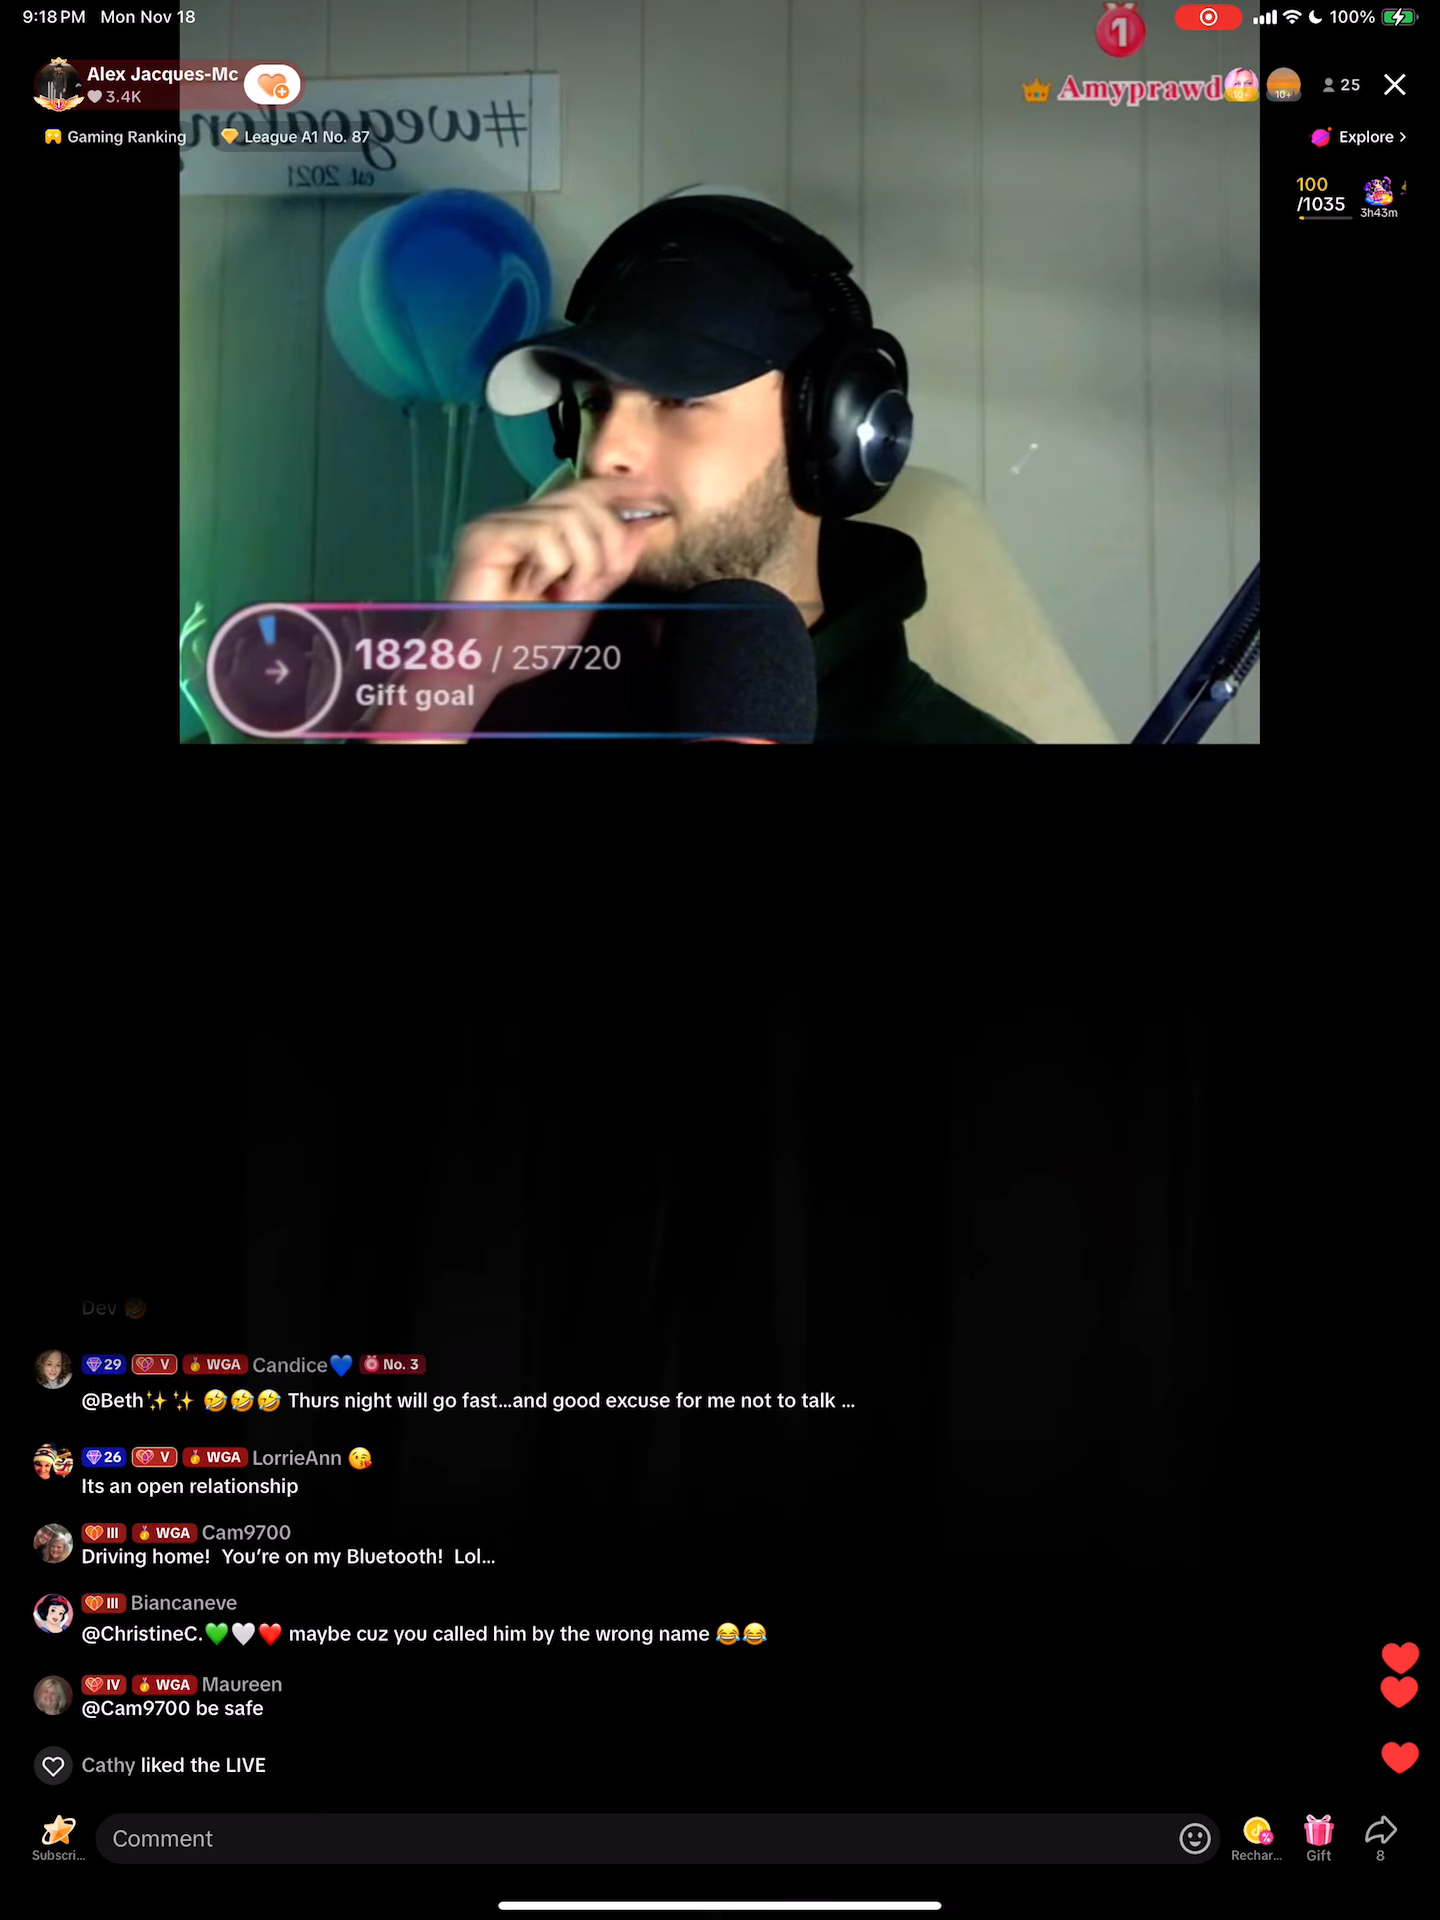 9:18 PM Mon Nov 18
100%
1
Alex Jacques-Mc
3.4K
Amyprawd
10+
10+
25
#wegoaton
est. 2021
Gaming Ranking
League A1 No. 87
Explore >
100
/1035
3h43m
18286 / 257720
Gift goal
Dev 🤣
29 V WGA Candice💙 No. 3
@Beth✨✨ 🤣🤣🤣 Thurs night will go fast...and good excuse for me not to talk ...
26 V WGA LorrieAnn 😘
Its an open relationship
III WGA Cam9700
Driving home! You're on my Bluetooth! Lol...
III Biancaneve
@ChristineC.💚🤍❤️ maybe cuz you called him by the wrong name 😂😂
IV WGA Maureen
@Cam9700 be safe
Cathy liked the LIVE
Comment
Subscri...
Rechar...
Gift
8